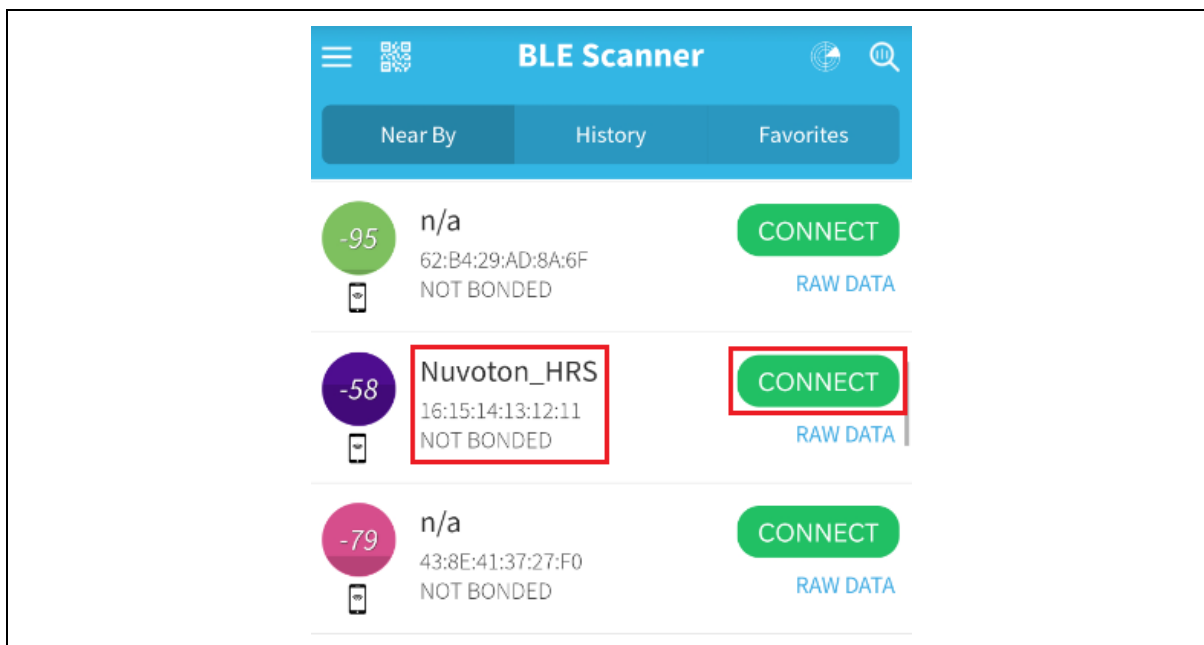 BLE Scanner
Near By History Favorites
-95
n/a
62:B4:29:AD:8A:6F
NOT BONDED
CONNECT
RAW DATA
-58
Nuvoton_HRS
16:15:14:13:12:11
NOT BONDED
CONNECT
RAW DATA
-79
n/a
43:8E:41:37:27:F0
NOT BONDED
CONNECT
RAW DATA